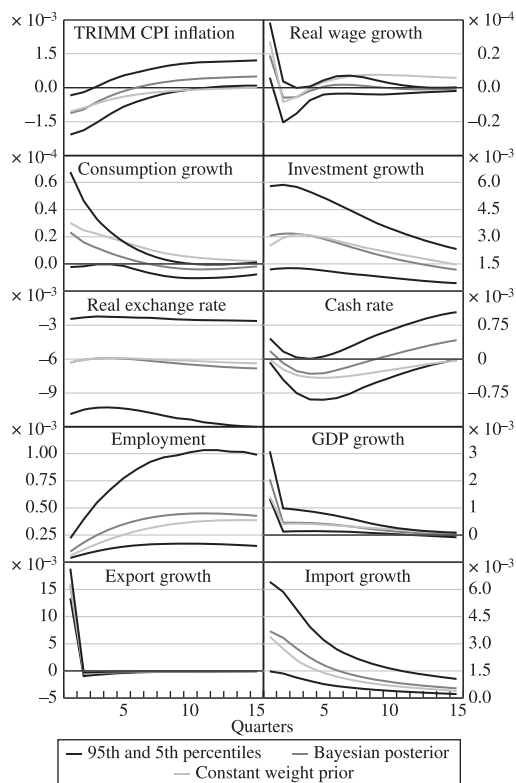 × 10⁻³ × 10⁻⁴
TRIMM CPI inflation Real wage growth
1.5 0.2
0.0 0.0
–1.5 –0.2
× 10⁻⁴ × 10⁻³
Consumption growth Investment growth
0.6 6.0
0.4 4.5
0.2 3.0
0.0 1.5
× 10⁻³ × 10⁻³
Real exchange rate Cash rate
–3 0.75
–6 0
–9 –0.75
× 10⁻³ × 10⁻³
Employment GDP growth
1.00 3
0.75 2
0.50 1
0.25 0
× 10⁻³ × 10⁻³
Export growth Import growth
15 6.0
10 4.5
5 3.0
0 1.5
–5 0.0
5 10 15 5 10 15
Quarters
95th and 5th percentiles Bayesian posterior
Constant weight prior